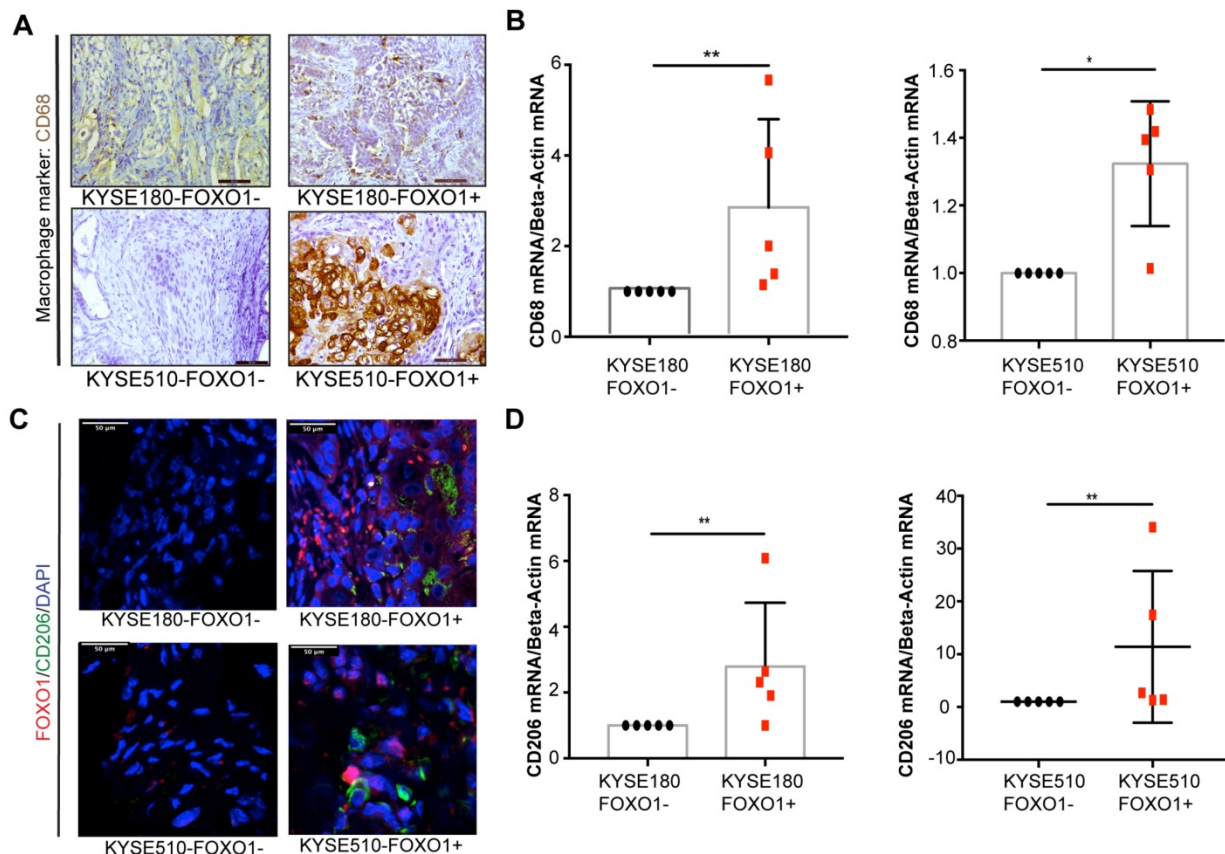 A
Macrophage marker: CD68
KYSE180-FOXO1-
KYSE180-FOXO1+
KYSE510-FOXO1-
KYSE510-FOXO1+
B
CD68 mRNA/Beta-Actin mRNA
6
4
2
0
**
KYSE180
FOXO1-
KYSE180
FOXO1+
CD68 mRNA/Beta-Actin mRNA
1.6
1.4
1.2
1.0
0.8
*
KYSE510
FOXO1-
KYSE510
FOXO1+
C
FOXO1/CD206/DAPI
50 μm
50 μm
KYSE180-FOXO1-
KYSE180-FOXO1+
50 μm
50 μm
KYSE510-FOXO1-
KYSE510-FOXO1+
D
CD206 mRNA/Beta-Actin mRNA
8
6
4
2
0
**
KYSE180
FOXO1-
KYSE180
FOXO1+
CD206 mRNA/Beta-Actin mRNA
40
30
20
10
0
-10
**
KYSE510
FOXO1-
KYSE510
FOXO1+